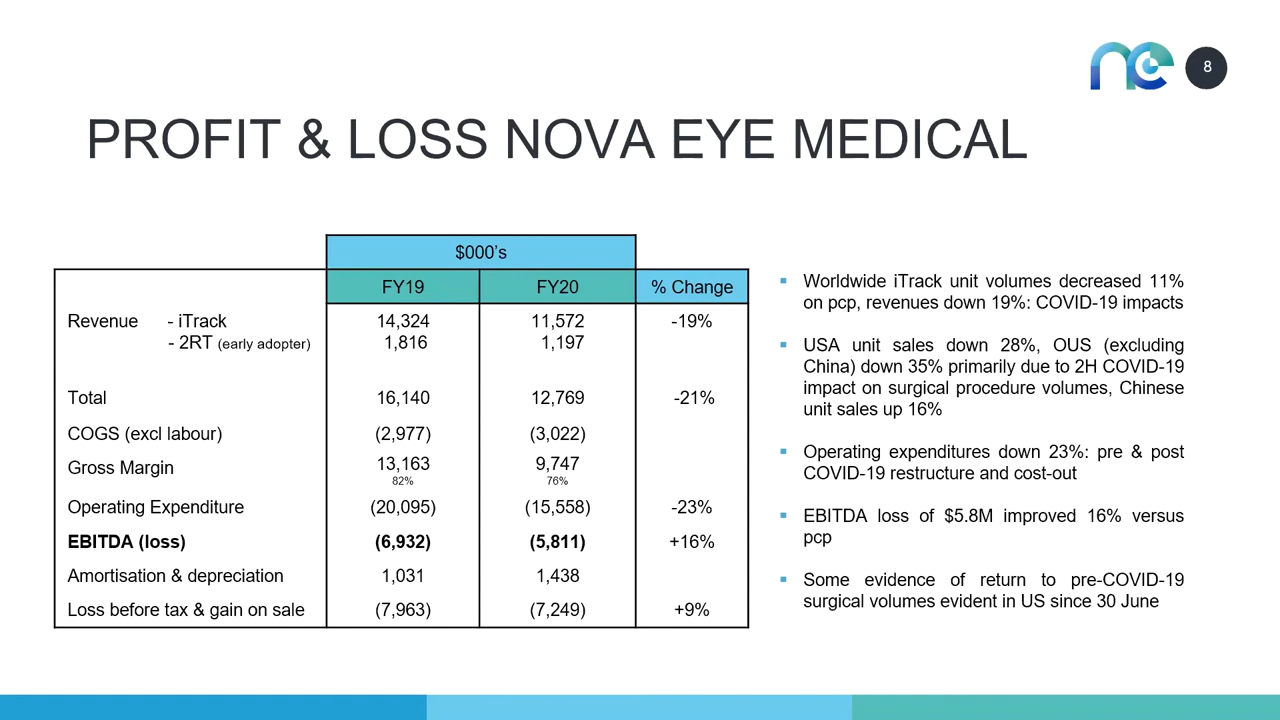 ne
8
PROFIT & LOSS NOVA EYE MEDICAL
$000’s
FY19 FY20 % Change
Revenue - iTrack 14,324 11,572 -19%
- 2RT (early adopter) 1,816 1,197
Total 16,140 12,769 -21%
COGS (excl labour) (2,977) (3,022)
Gross Margin 13,163 9,747
82% 76%
Operating Expenditure (20,095) (15,558) -23%
EBITDA (loss) (6,932) (5,811) +16%
Amortisation & depreciation 1,031 1,438
Loss before tax & gain on sale (7,963) (7,249) +9%
▪ Worldwide iTrack unit volumes decreased 11%
on pcp, revenues down 19%: COVID-19 impacts
▪ USA unit sales down 28%, OUS (excluding
China) down 35% primarily due to 2H COVID-19
impact on surgical procedure volumes, Chinese
unit sales up 16%
▪ Operating expenditures down 23%: pre & post
COVID-19 restructure and cost-out
▪ EBITDA loss of $5.8M improved 16% versus
pcp
▪ Some evidence of return to pre-COVID-19
surgical volumes evident in US since 30 June